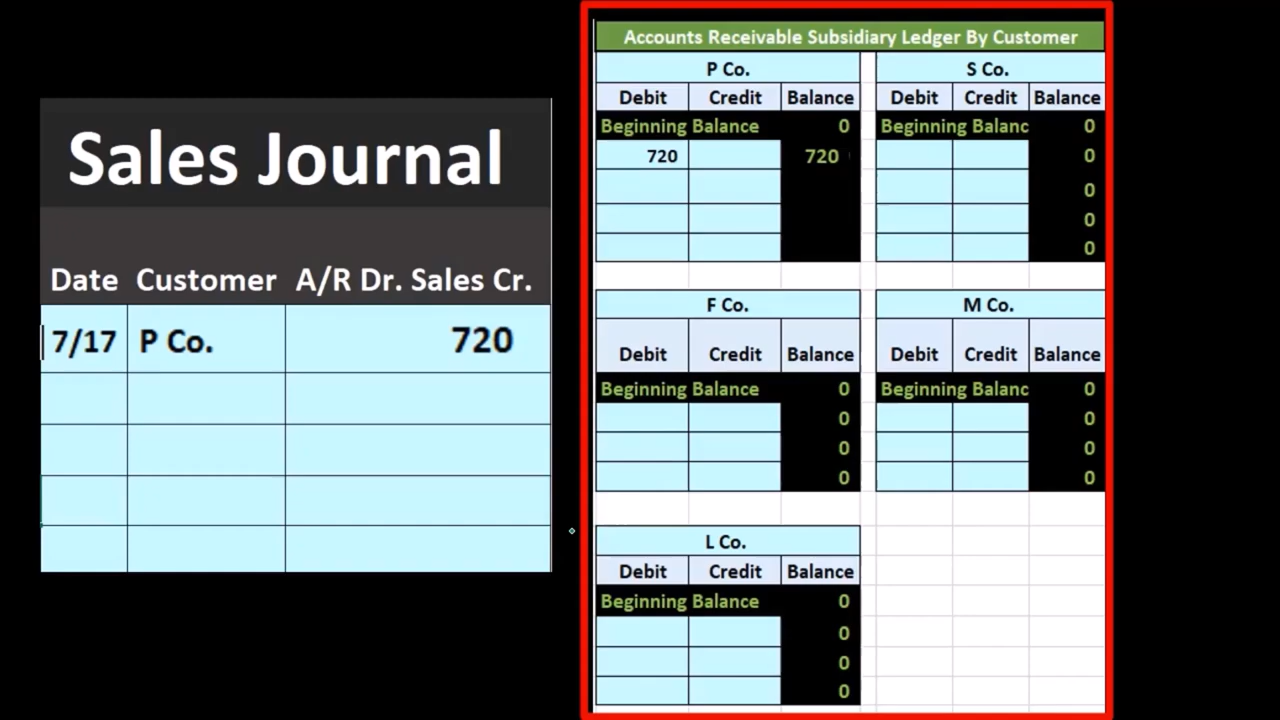 Sales Journal
Date Customer A/R Dr. Sales Cr.
7/17 P Co. 720
Accounts Receivable Subsidiary Ledger By Customer
P Co. S Co.
Debit Credit Balance Debit Credit Balance
Beginning Balance 0 Beginning Balanc 0
720 720 0
0
0
0
F Co. M Co.
Debit Credit Balance Debit Credit Balance
Beginning Balance 0 Beginning Balanc 0
0 0
0 0
0 0
L Co.
Debit Credit Balance
Beginning Balance 0
0
0
0